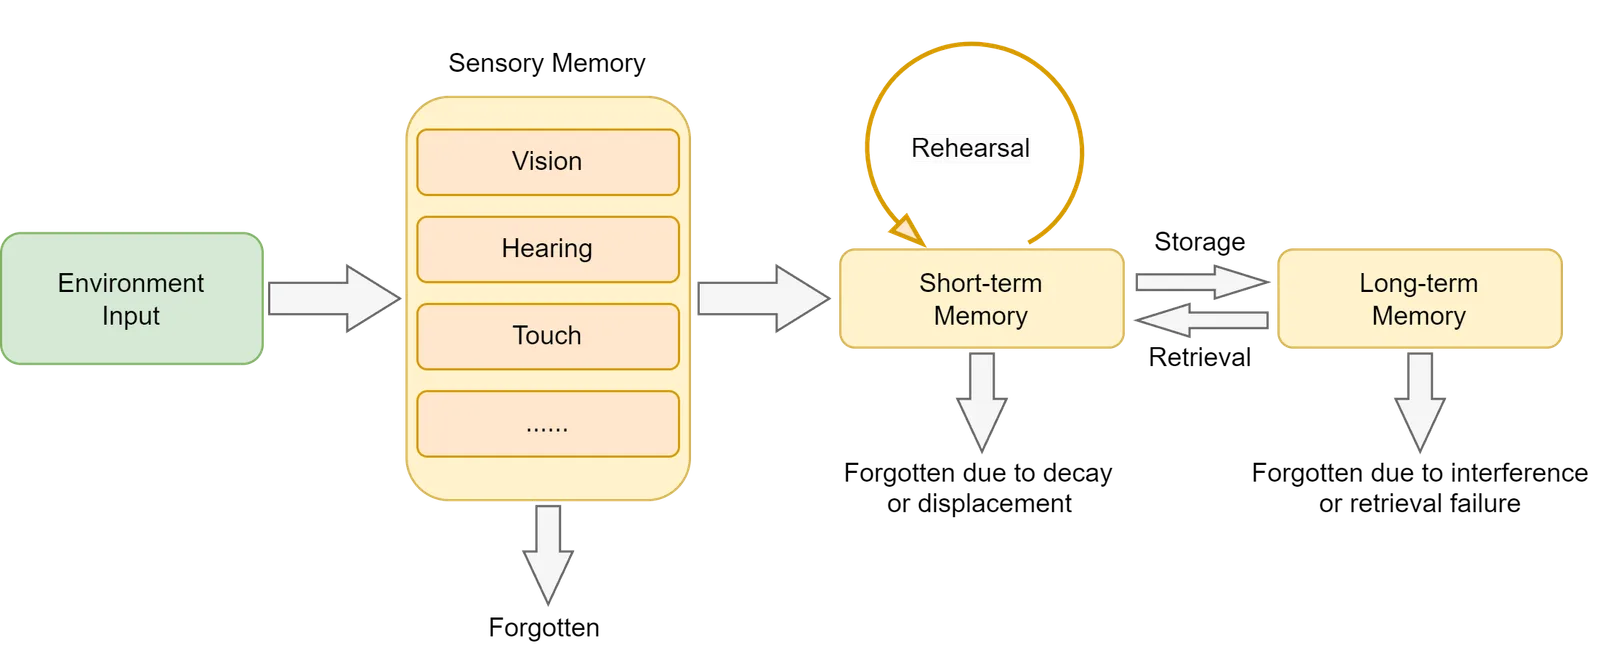 Sensory Memory
Vision
Hearing
Touch
......
Environment
Input
Forgotten
Rehearsal
Short-term
Memory
Storage
Retrieval
Long-term
Memory
Forgotten due to decay
or displacement
Forgotten due to interference
or retrieval failure